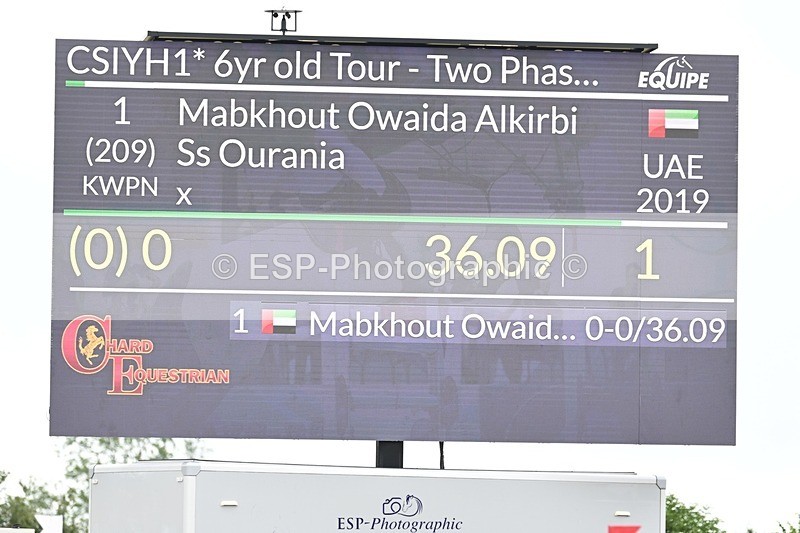 CSIYH1* 6yr old Tour - Two Phas...
EQUIPE
1 Mabkhout Owaida Alkirbi
(209) Ss Ourania UAE
KWPN x 2019
(0) 0 36.09 1
© ESP-Photographic ©
1 Mabkhout Owaid... 0-0/36.09
CHARD
EQUESTRIAN
ESP-Photographic